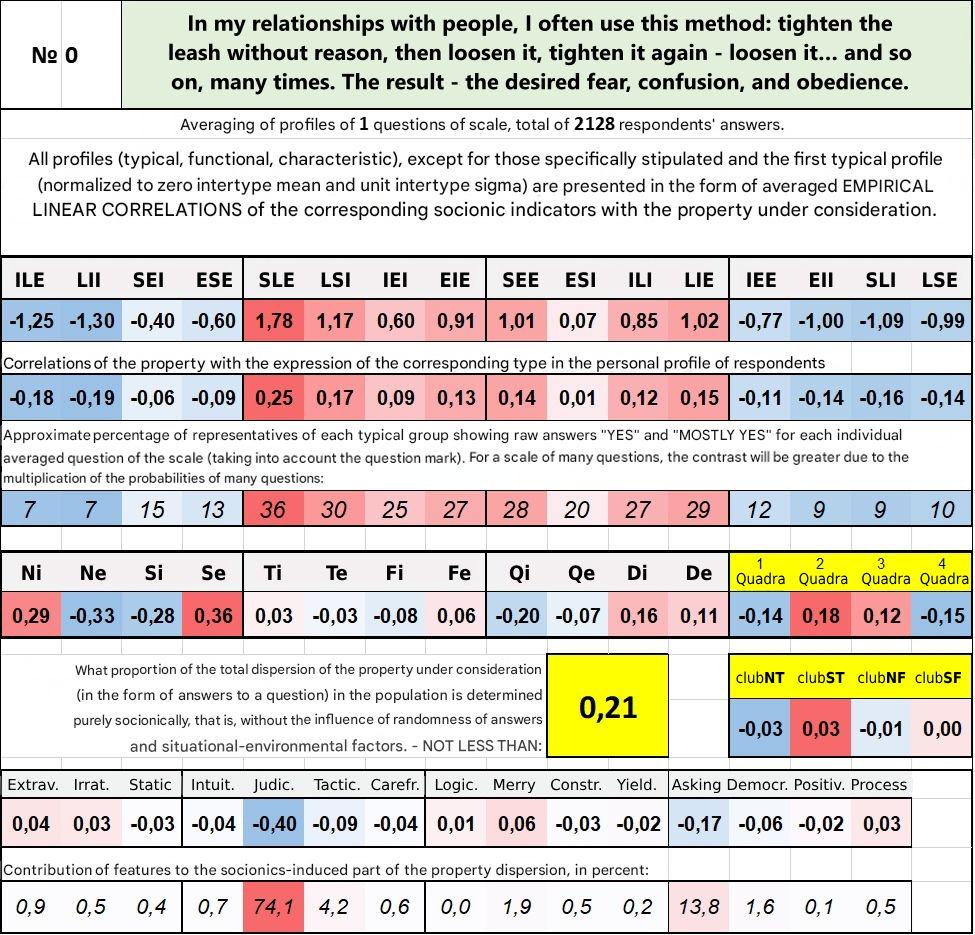 № 0
In my relationships with people, I often use this method: tighten the
leash without reason, then loosen it, tighten it again - loosen it... and so
on, many times. The result - the desired fear, confusion, and obedience.
Averaging of profiles of 1 questions of scale, total of 2128 respondents' answers.
All profiles (typical, functional, characteristic), except for those specifically stipulated and the first typical profile
(normalized to zero intertype mean and unit intertype sigma) are presented in the form of averaged EMPIRICAL
LINEAR CORRELATIONS of the corresponding socionic indicators with the property under consideration.
ILE LII SEI ESE SLE LSI IEI EIE SEE ESI ILI LIE IEE EII SLI LSE
-1,25 -1,30 -0,40 -0,60 1,78 1,17 0,60 0,91 1,01 0,07 0,85 1,02 -0,77 -1,00 -1,09 -0,99
Correlations of the property with the expression of the corresponding type in the personal profile of respondents
-0,18 -0,19 -0,06 -0,09 0,25 0,17 0,09 0,13 0,14 0,01 0,12 0,15 -0,11 -0,14 -0,16 -0,14
Approximate percentage of representatives of each typical group showing raw answers "YES" and "MOSTLY YES" for each individual
averaged question of the scale (taking into account the question mark). For a scale of many questions, the contrast will be greater due to the
multiplication of the probabilities of many questions:
7 7 15 13 36 30 25 27 28 20 27 29 12 9 9 10
Ni Ne Si Se Ti Te Fi Fe Qi Qe Di De 1 Quadra 2 Quadra 3 Quadra 4 Quadra
0,29 -0,33 -0,28 0,36 0,03 -0,03 -0,08 0,06 -0,20 -0,07 0,16 0,11 -0,14 0,18 0,12 -0,15
What proportion of the total dispersion of the property under consideration
(in the form of answers to a question) in the population is determined
purely socionically, that is, without the influence of randomness of answers
and situational-environmental factors. - NOT LESS THAN:
0,21
clubNT clubST clubNF clubSF
-0,03 0,03 -0,01 0,00
Extrav. Irrat. Static Intuit. Judic. Tactic. Carefr. Logic. Merry Constr. Yield. Asking Democr. Positiv. Process
0,04 0,03 -0,03 -0,04 -0,40 -0,09 -0,04 0,01 0,06 -0,03 -0,02 -0,17 -0,06 -0,02 0,03
Contribution of features to the socionics-induced part of the property dispersion, in percent:
0,9 0,5 0,4 0,7 74,1 4,2 0,6 0,0 1,9 0,5 0,2 13,8 1,6 0,1 0,5